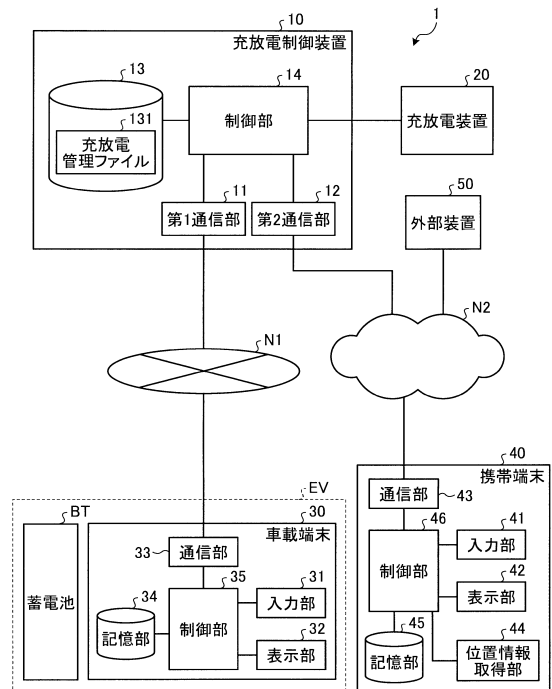 1
10
充放電制御装置
13
14
20
131
制御部
充放電装置
充放電
管理ファイル
11
12
50
第1通信部
第2通信部
外部装置
N1
N2
40
携帯端末
EV
BT
30
車載端末
通信部
43
46
41
入力部
33
通信部
35
31
制御部
42
表示部
34
入力部
蓄電池
記憶部
制御部
32
表示部
45
44
記憶部
位置情報
取得部